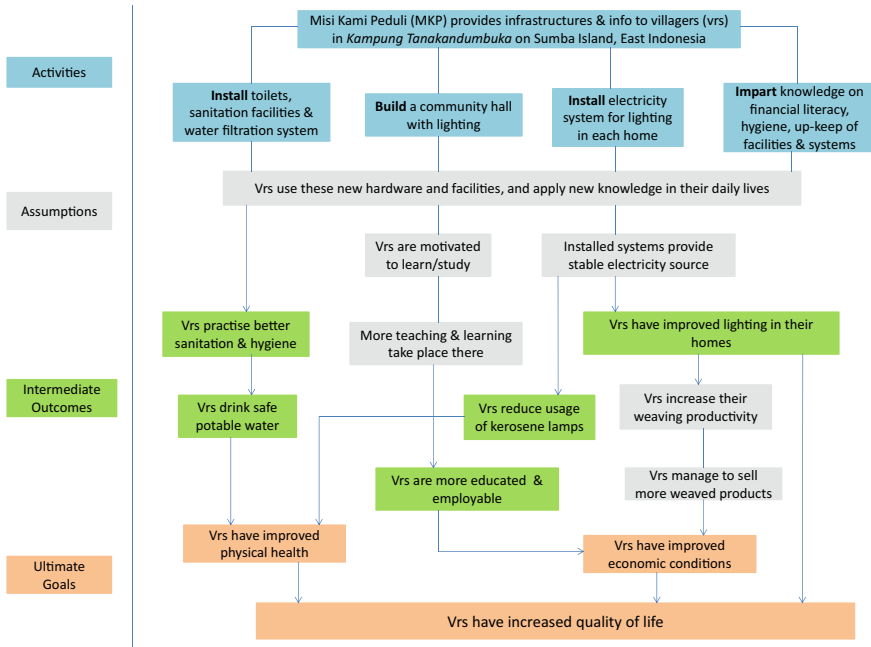 Misi Kami Peduli (MKP) provides infrastructures & info to villagers (vrs)
in Kampung Tanakandumbuka on Sumba Island, East Indonesia
Activities
Install toilets,
sanitation facilities &
water filtration system
Build a community hall
with lighting
Install electricity
system for lighting
in each home
Impart knowledge on
financial literacy,
hygiene, up-keep of
facilities & systems
Assumptions
Vrs use these new hardware and facilities, and apply new knowledge in their daily lives
Vrs are motivated
to learn/study
Installed systems provide
stable electricity source
Vrs practise better
sanitation & hygiene
More teaching & learning
take place there
Vrs have improved lighting in their
homes
Intermediate
Outcomes
Vrs drink safe
potable water
Vrs reduce usage
of kerosene lamps
Vrs increase their
weaving productivity
Vrs are more educated &
employable
Vrs manage to sell
more weaved products
Ultimate
Goals
Vrs have improved
physical health
Vrs have improved
economic conditions
Vrs have increased quality of life